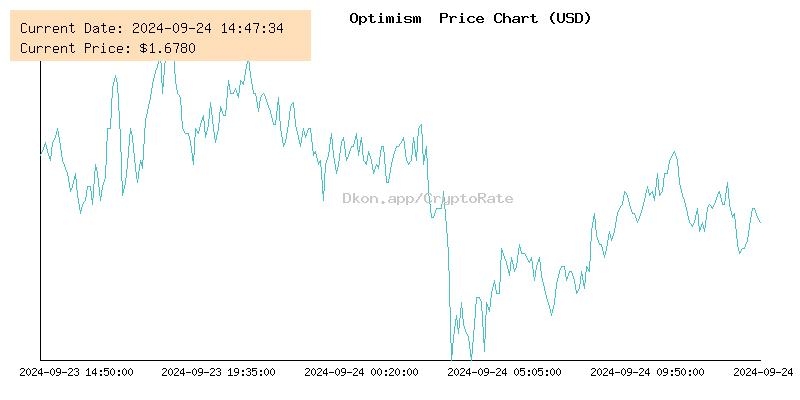 Optimism Price Chart (USD)
Current Date: 2024-09-24 14:47:34
Current Price: $1.6780
Dkon.app/CryptoRate
2024-09-23 14:50:00 2024-09-23 19:35:00 2024-09-24 00:20:00 2024-09-24 05:05:00 2024-09-24 09:50:00 2024-09-24